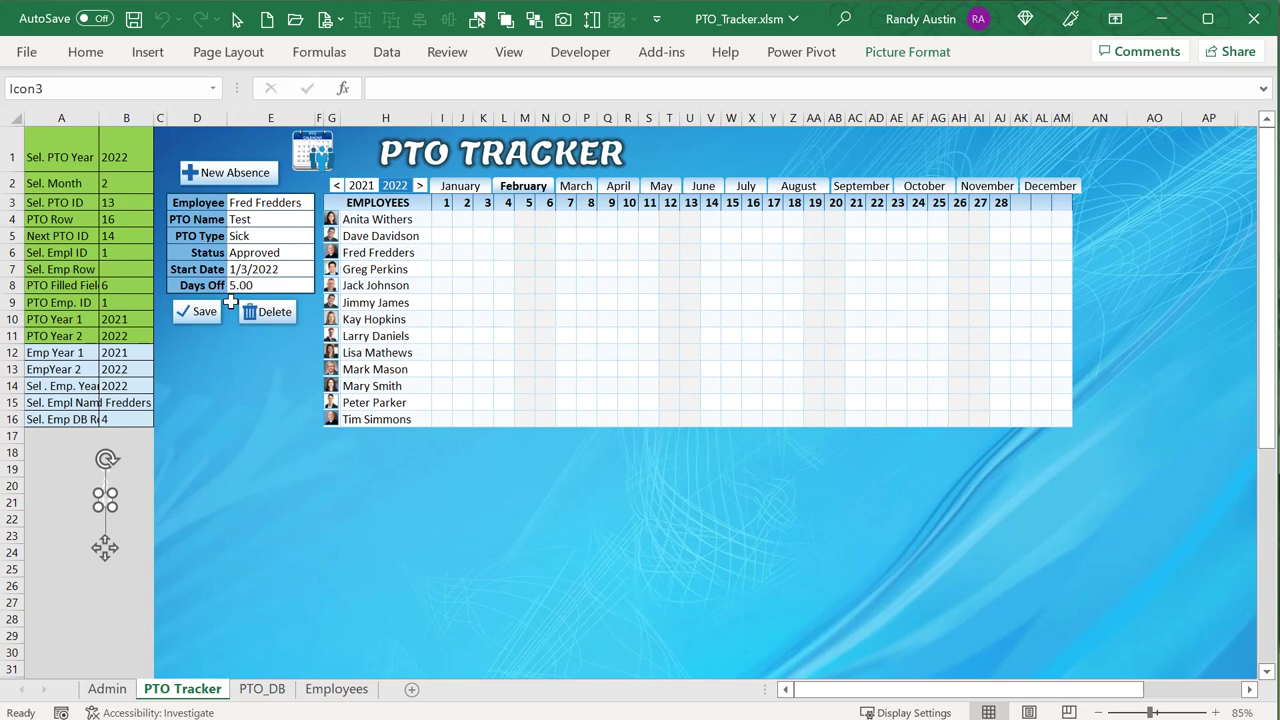 AutoSave Off PTO_Tracker.xlsm Randy Austin RA
File Home Insert Page Layout Formulas Data Review View Developer Add-ins Help Power Pivot Picture Format Comments Share
Icon3 fx
A B C D E F G H I J K L M N O P Q R S T U V W X Y Z AA AB AC AD AE AF AG AH AI AJ AK AL AM AN AO AP
1 Sel. PTO Year 2022 PTO TRACKER
New Absence
2 Sel. Month 2 < 2021 2022 > January February March April May June July August September October November December
3 Sel. PTO ID 13 Employee Fred Fredders EMPLOYEES 1 2 3 4 5 6 7 8 9 10 11 12 13 14 15 16 17 18 19 20 21 22 23 24 25 26 27 28
4 PTO Row 16 PTO Name Test Anita Withers
5 Next PTO ID 14 PTO Type Sick Dave Davidson
6 Sel. Empl ID 1 Status Approved Fred Fredders
7 Sel. Emp Row Start Date 1/3/2022 Greg Perkins
8 PTO Filled Fiel 6 Days Off 5.00 Jack Johnson
9 PTO Emp. ID 1 Jimmy James
Save Delete
10 PTO Year 1 2021 Kay Hopkins
11 PTO Year 2 2022 Larry Daniels
12 Emp Year 1 2021 Lisa Mathews
13 EmpYear 2 2022 Mark Mason
14 Sel . Emp. Year 2022 Mary Smith
15 Sel. Empl Nam Fredders Peter Parker
16 Sel. Emp DB R 4 Tim Simmons
17
18
19
20
21
22
23
24
25
26
27
28
29
30
31
Admin PTO Tracker PTO_DB Employees
Ready Accessibility: Investigate Display Settings 85%